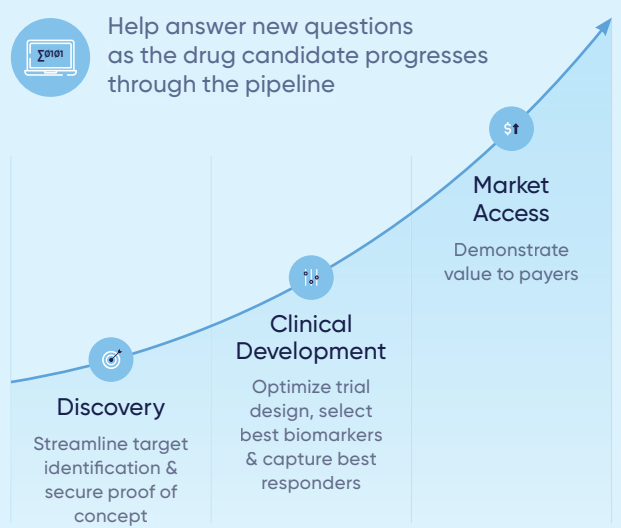 Σ0101
Help answer new questions
as the drug candidate progresses
through the pipeline
$
Market
Access
Demonstrate
value to payers
Clinical
Development
Optimize trial
design, select
best biomarkers
& capture best
responders
Discovery
Streamline target
identification &
secure proof of
concept